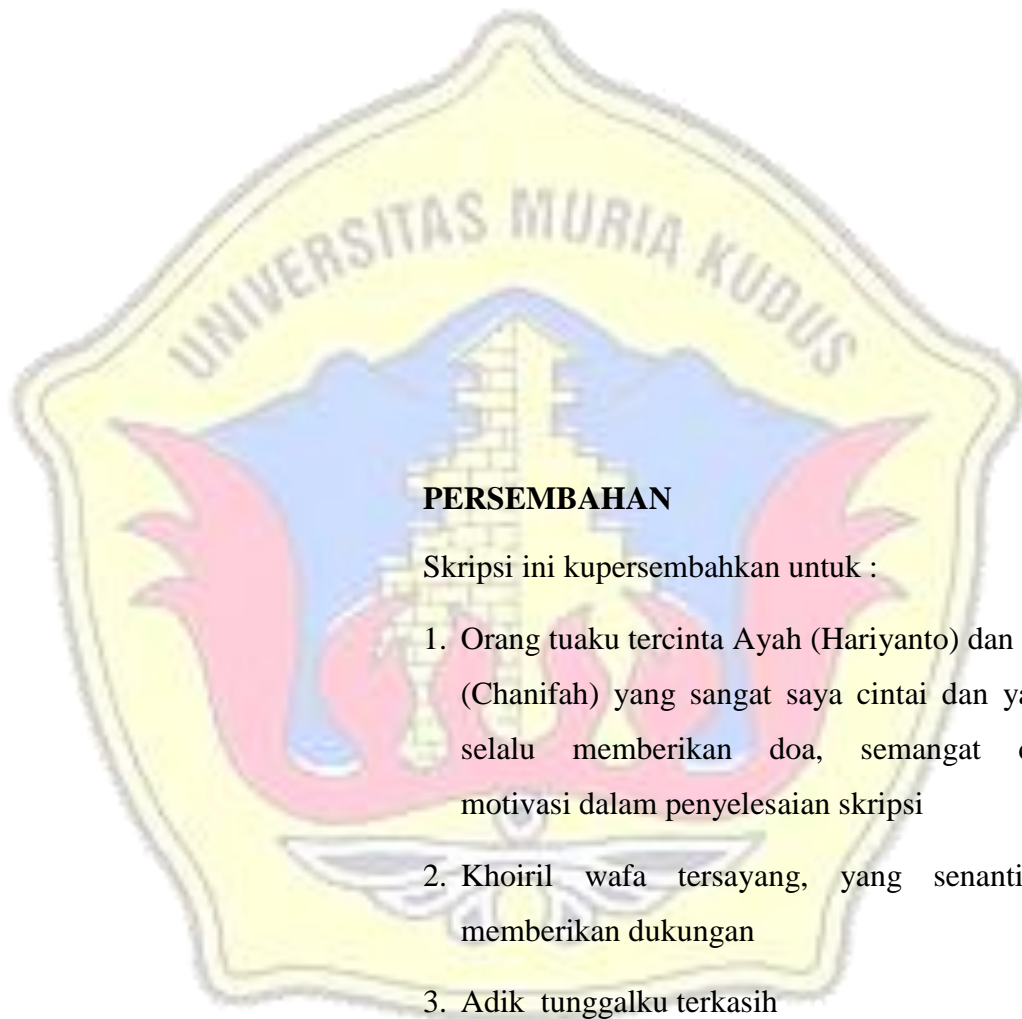 UNIVERSITAS MURIA KUDUS
PERSEMBAHAN
Skripsi ini kupersembahkan untuk :
1. Orang tuaku tercinta Ayah (Hariyanto) dan
(Chanifah) yang sangat saya cintai dan
selalu memberikan doa, semangat
motivasi dalam penyelesaian skripsi
2. Khoiril wafa tersayang, yang
memberikan dukungan
3. Adik tunggalku terkasih